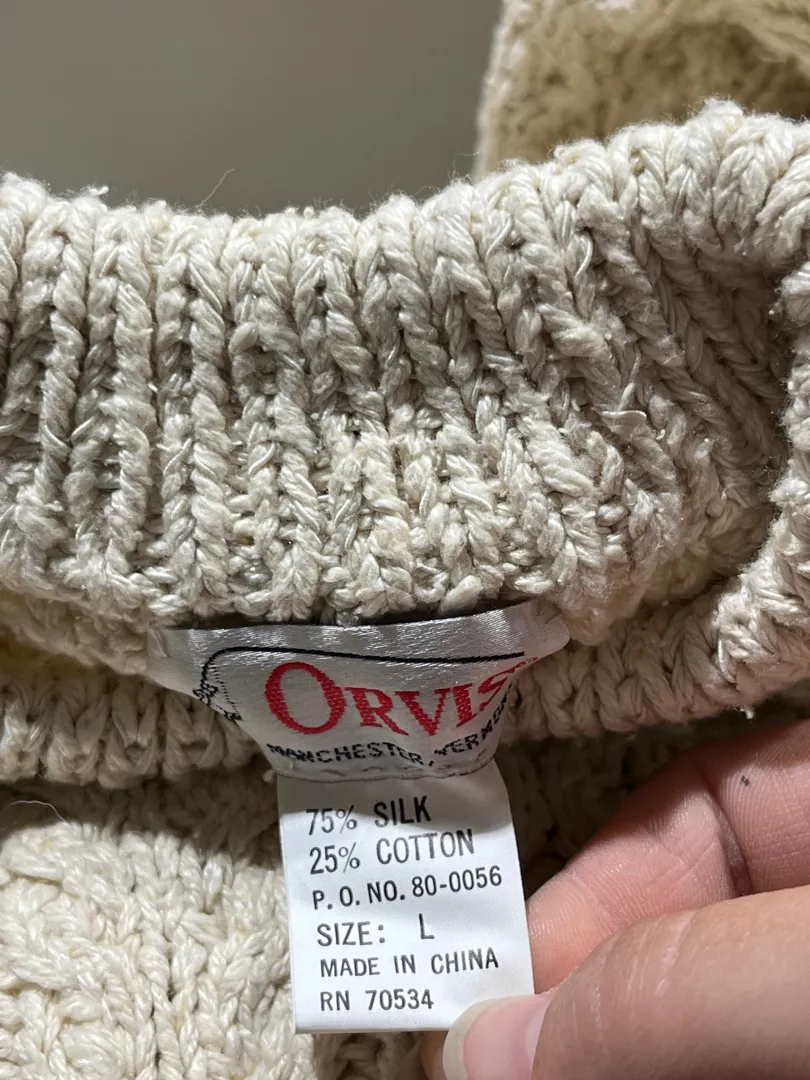 ORVIS
MANCHESTER, VERMONT
75% SILK
25% COTTON
P.O. NO. 80-0056
SIZE: L
MADE IN CHINA
RN 70534